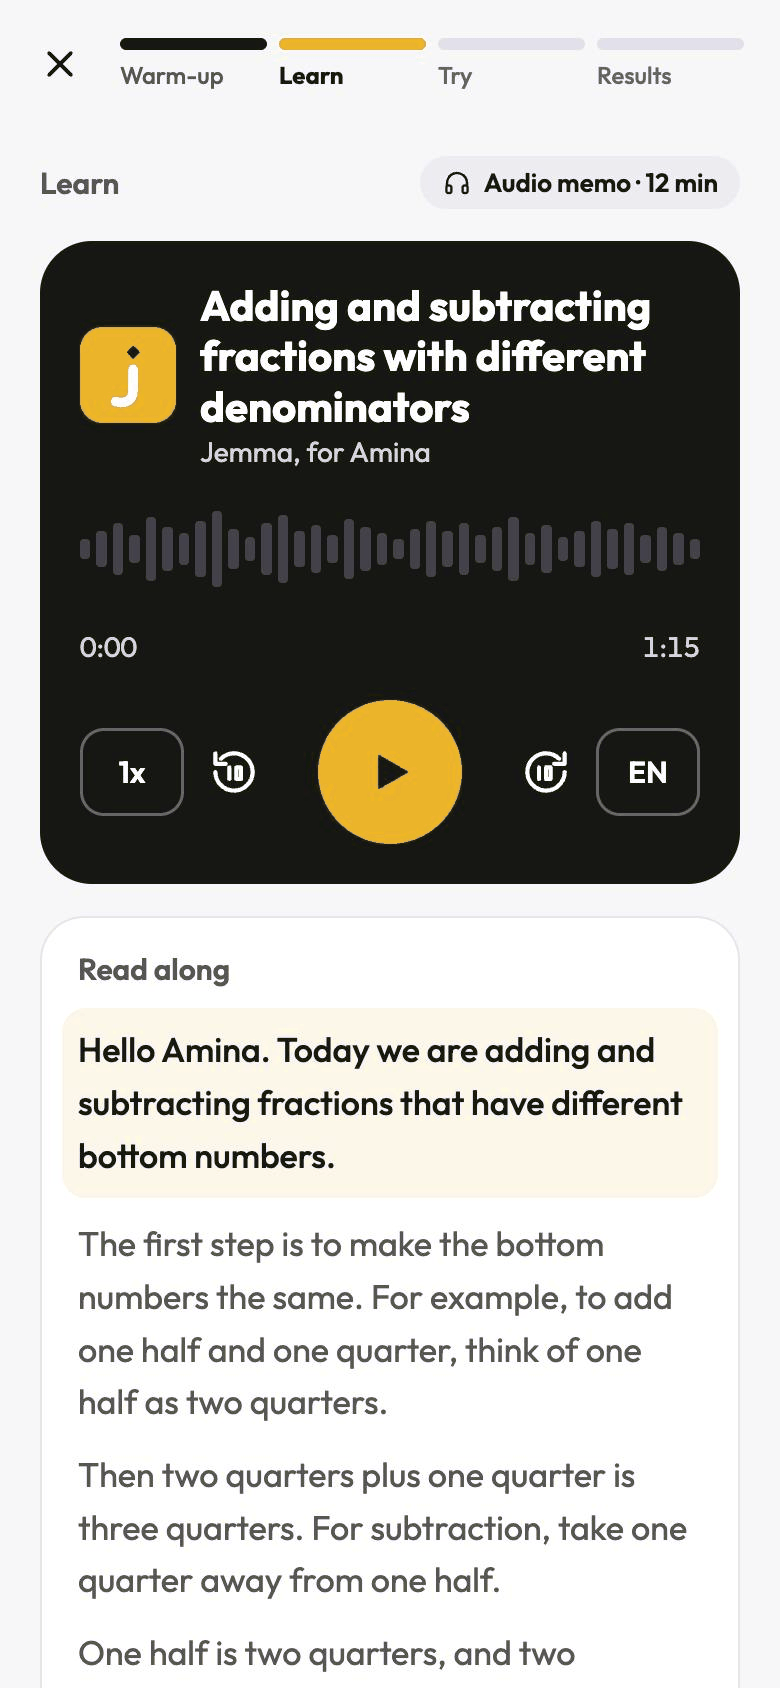 Warm-up
Learn
Try
Results
Learn
Audio memo · 12 min
Adding and subtracting
fractions with different
denominators
Jemma, for Amina
j
0:00
1:15
1x
10
10
EN
Read along
Hello Amina. Today we are adding and
subtracting fractions that have different
bottom numbers.
The first step is to make the bottom
numbers the same. For example, to add
one half and one quarter, think of one
half as two quarters.
Then two quarters plus one quarter is
three quarters. For subtraction, take one
quarter away from one half.
One half is two quarters, and two